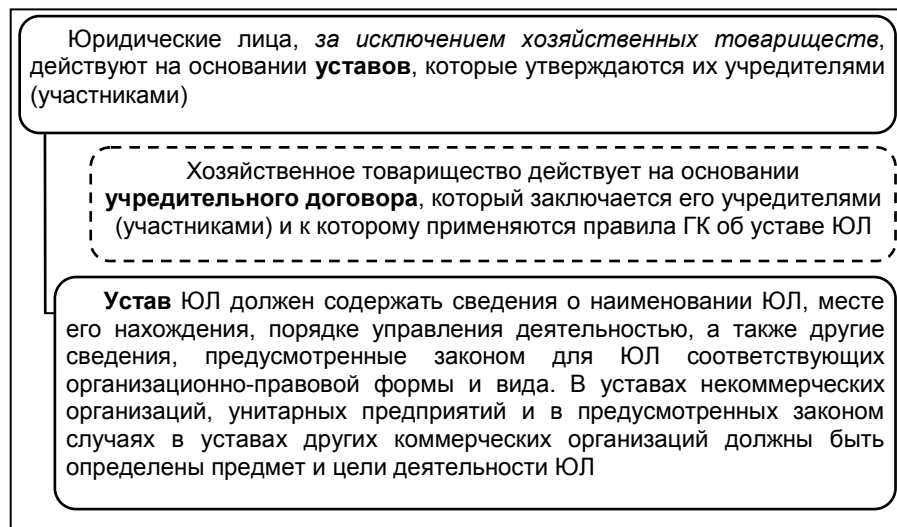 Юридические лица, за исключением хозяйственных товариществ,
действуют на основании уставов, которые утверждаются их учредителями
(участниками)
Хозяйственное товарищество действует на основании
учредительного договора, который заключается его учредителями
(участниками) и к которому применяются правила ГК об уставе ЮЛ
Устав ЮЛ должен содержать сведения о наименовании ЮЛ, месте
его нахождения, порядке управления деятельностью, а также другие
сведения, предусмотренные законом для ЮЛ соответствующих
организационно-правовой формы и вида. В уставах некоммерческих
организаций, унитарных предприятий и в предусмотренных законом
случаях в уставах других коммерческих организаций должны быть
определены предмет и цели деятельности ЮЛ